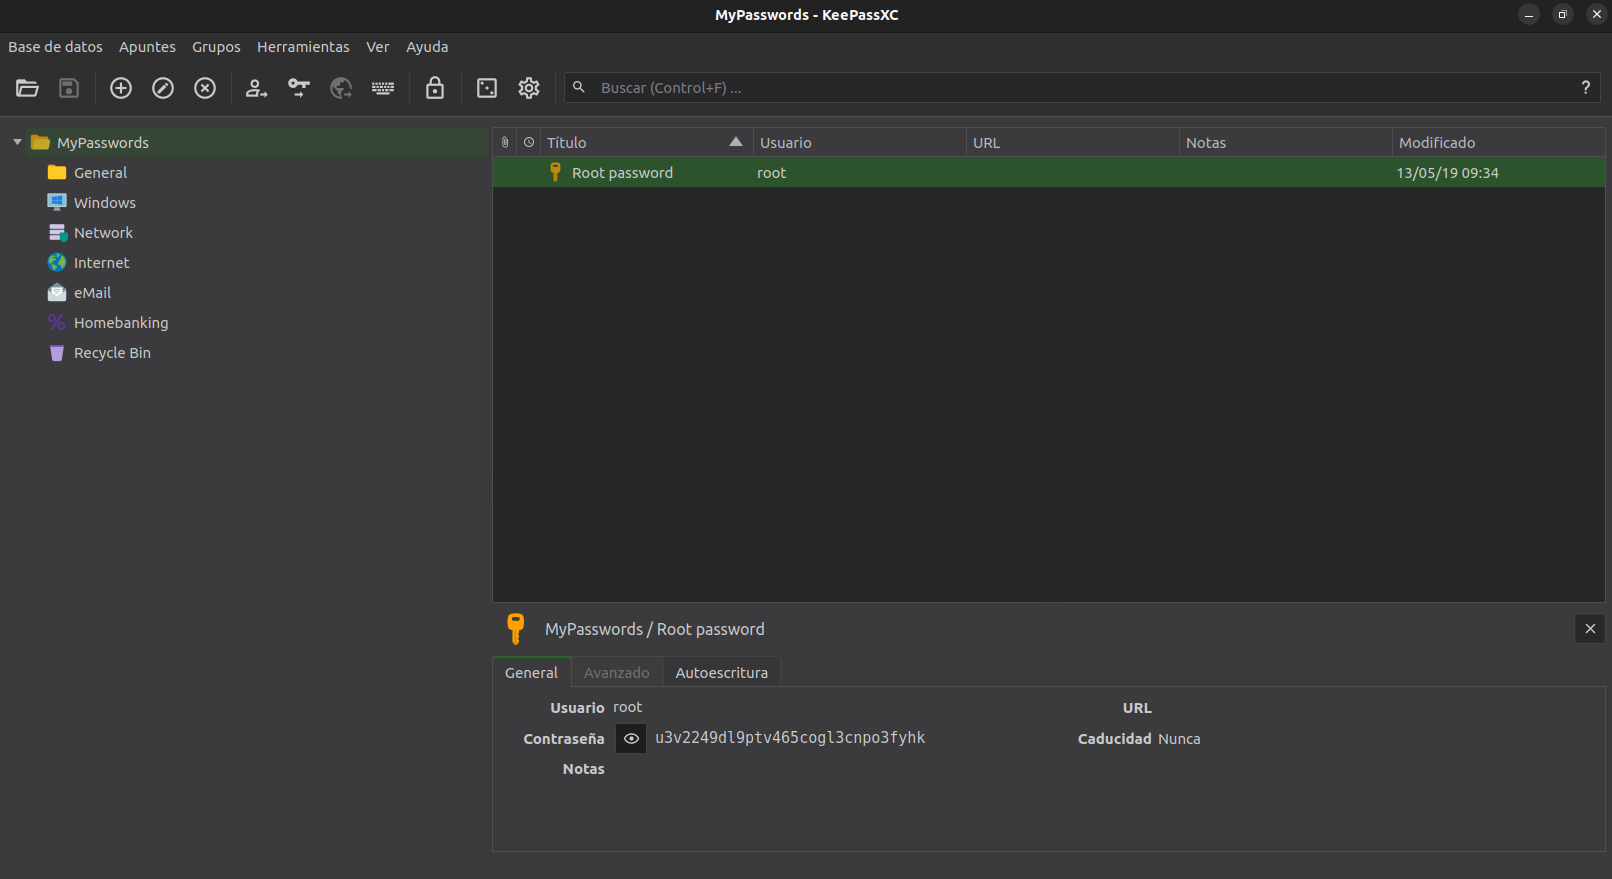 MyPasswords - KeePassXC
Base de datos Apuntes Grupos Herramientas Ver Ayuda
Buscar (Control+F) ... ?
MyPasswords
General
Windows
Network
Internet
eMail
Homebanking
Recycle Bin
Título Usuario URL Notas Modificado
Root password root 13/05/19 09:34
MyPasswords / Root password
General Avanzado Autoescritura
Usuario root URL
Contraseña u3v2249dl9ptv465cogl3cnpo3fyhk Caducidad Nunca
Notas